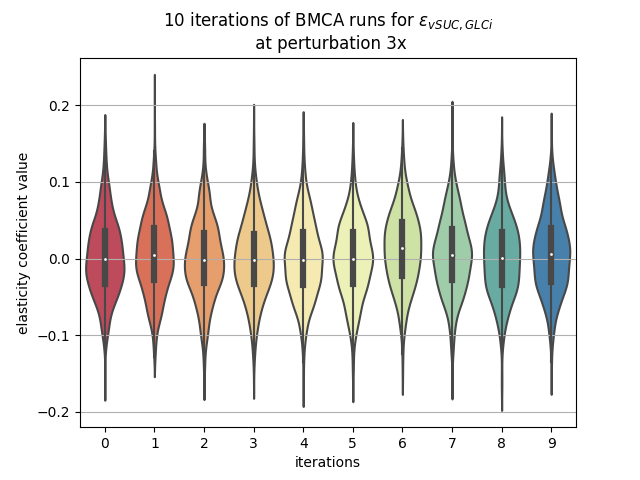 10 iterations of BMCA runs for ε_{vSUC, GLCi}
at perturbation 3x
elasticity coefficient value
0.2
0.1
0.0
−0.1
−0.2
0 1 2 3 4 5 6 7 8 9
iterations